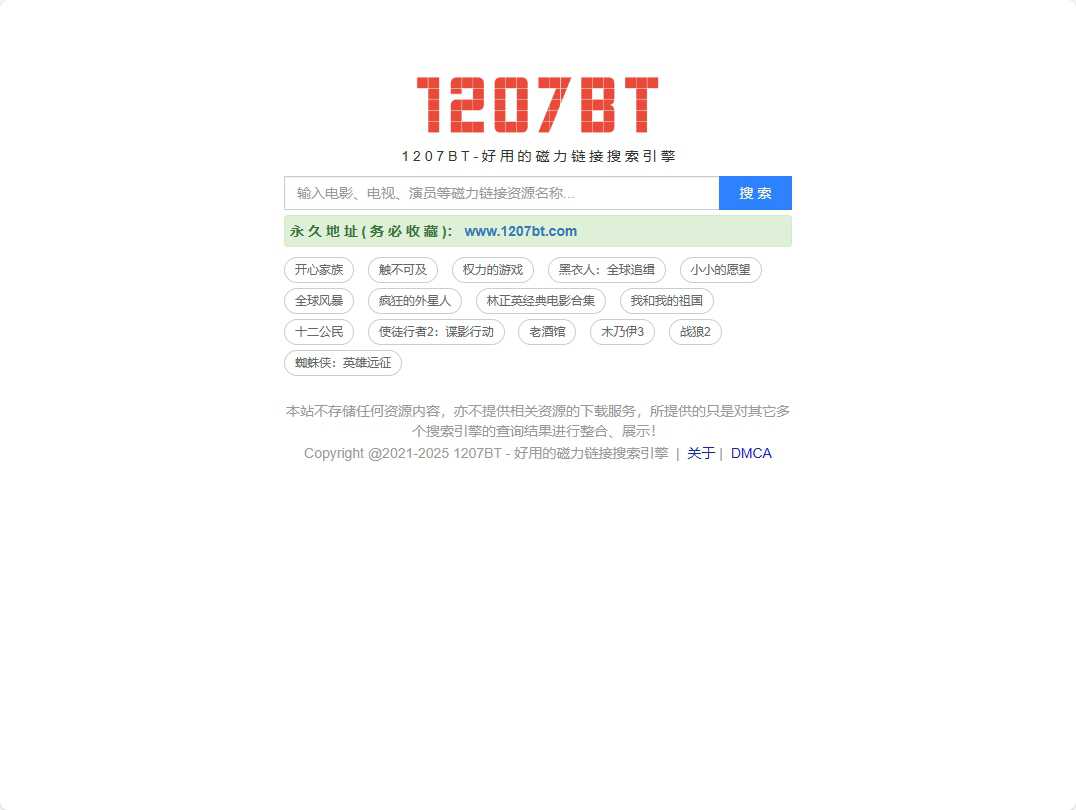 1207BT
1207BT-好用的磁力链接搜索引擎
输入电影、电视、演员等磁力链接资源名称... 搜 索
永久地址(务必收藏)： www.1207bt.com
开心家族 触不可及 权力的游戏 黑衣人：全球追缉 小小的愿望
全球风暴 疯狂的外星人 林正英经典电影合集 我和我的祖国
十二公民 使徒行者2：谍影行动 老酒馆 木乃伊3 战狼2
蜘蛛侠：英雄远征
本站不存储任何资源内容，亦不提供相关资源的下载服务，所提供的只是对其它多
个搜索引擎的查询结果进行整合、展示！
Copyright @2021-2025 1207BT - 好用的磁力链接搜索引擎 | 关于 | DMCA